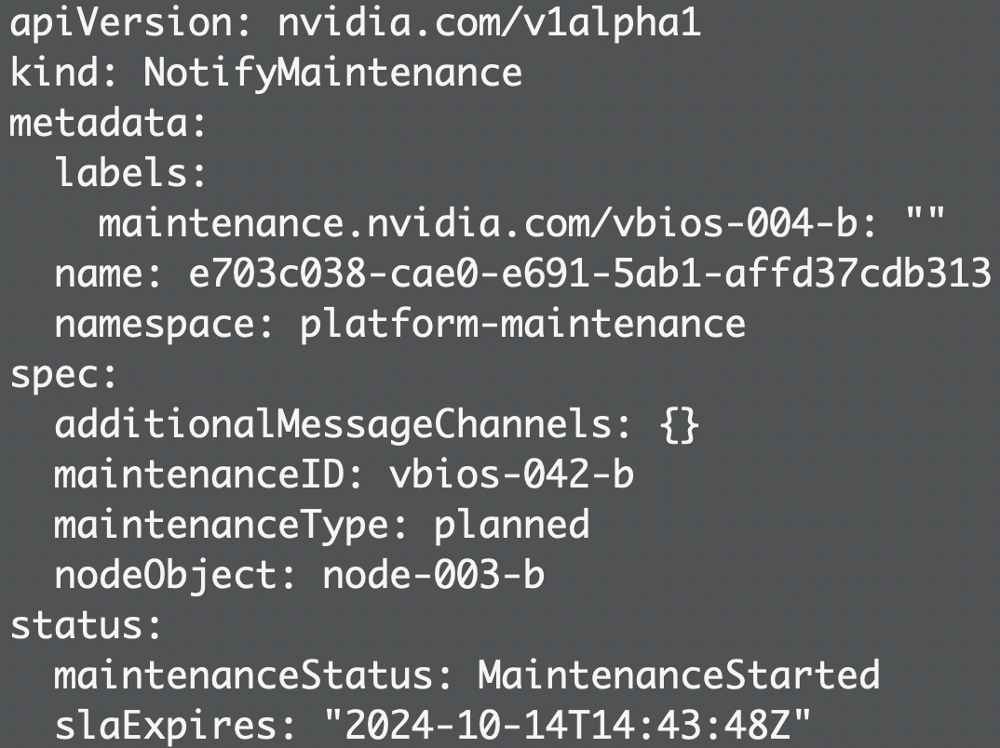 apiVersion: nvidia.com/v1alpha1
kind: NotifyMaintenance
metadata:
  labels:
    maintenance.nvidia.com/vbios-004-b: ""
  name: e703c038-cae0-e691-5ab1-affd37cdb313
  namespace: platform-maintenance
spec:
  additionalMessageChannels: {}
  maintenanceID: vbios-042-b
  maintenanceType: planned
  nodeObject: node-003-b
status:
  maintenanceStatus: MaintenanceStarted
  slaExpires: "2024-10-14T14:43:48Z"